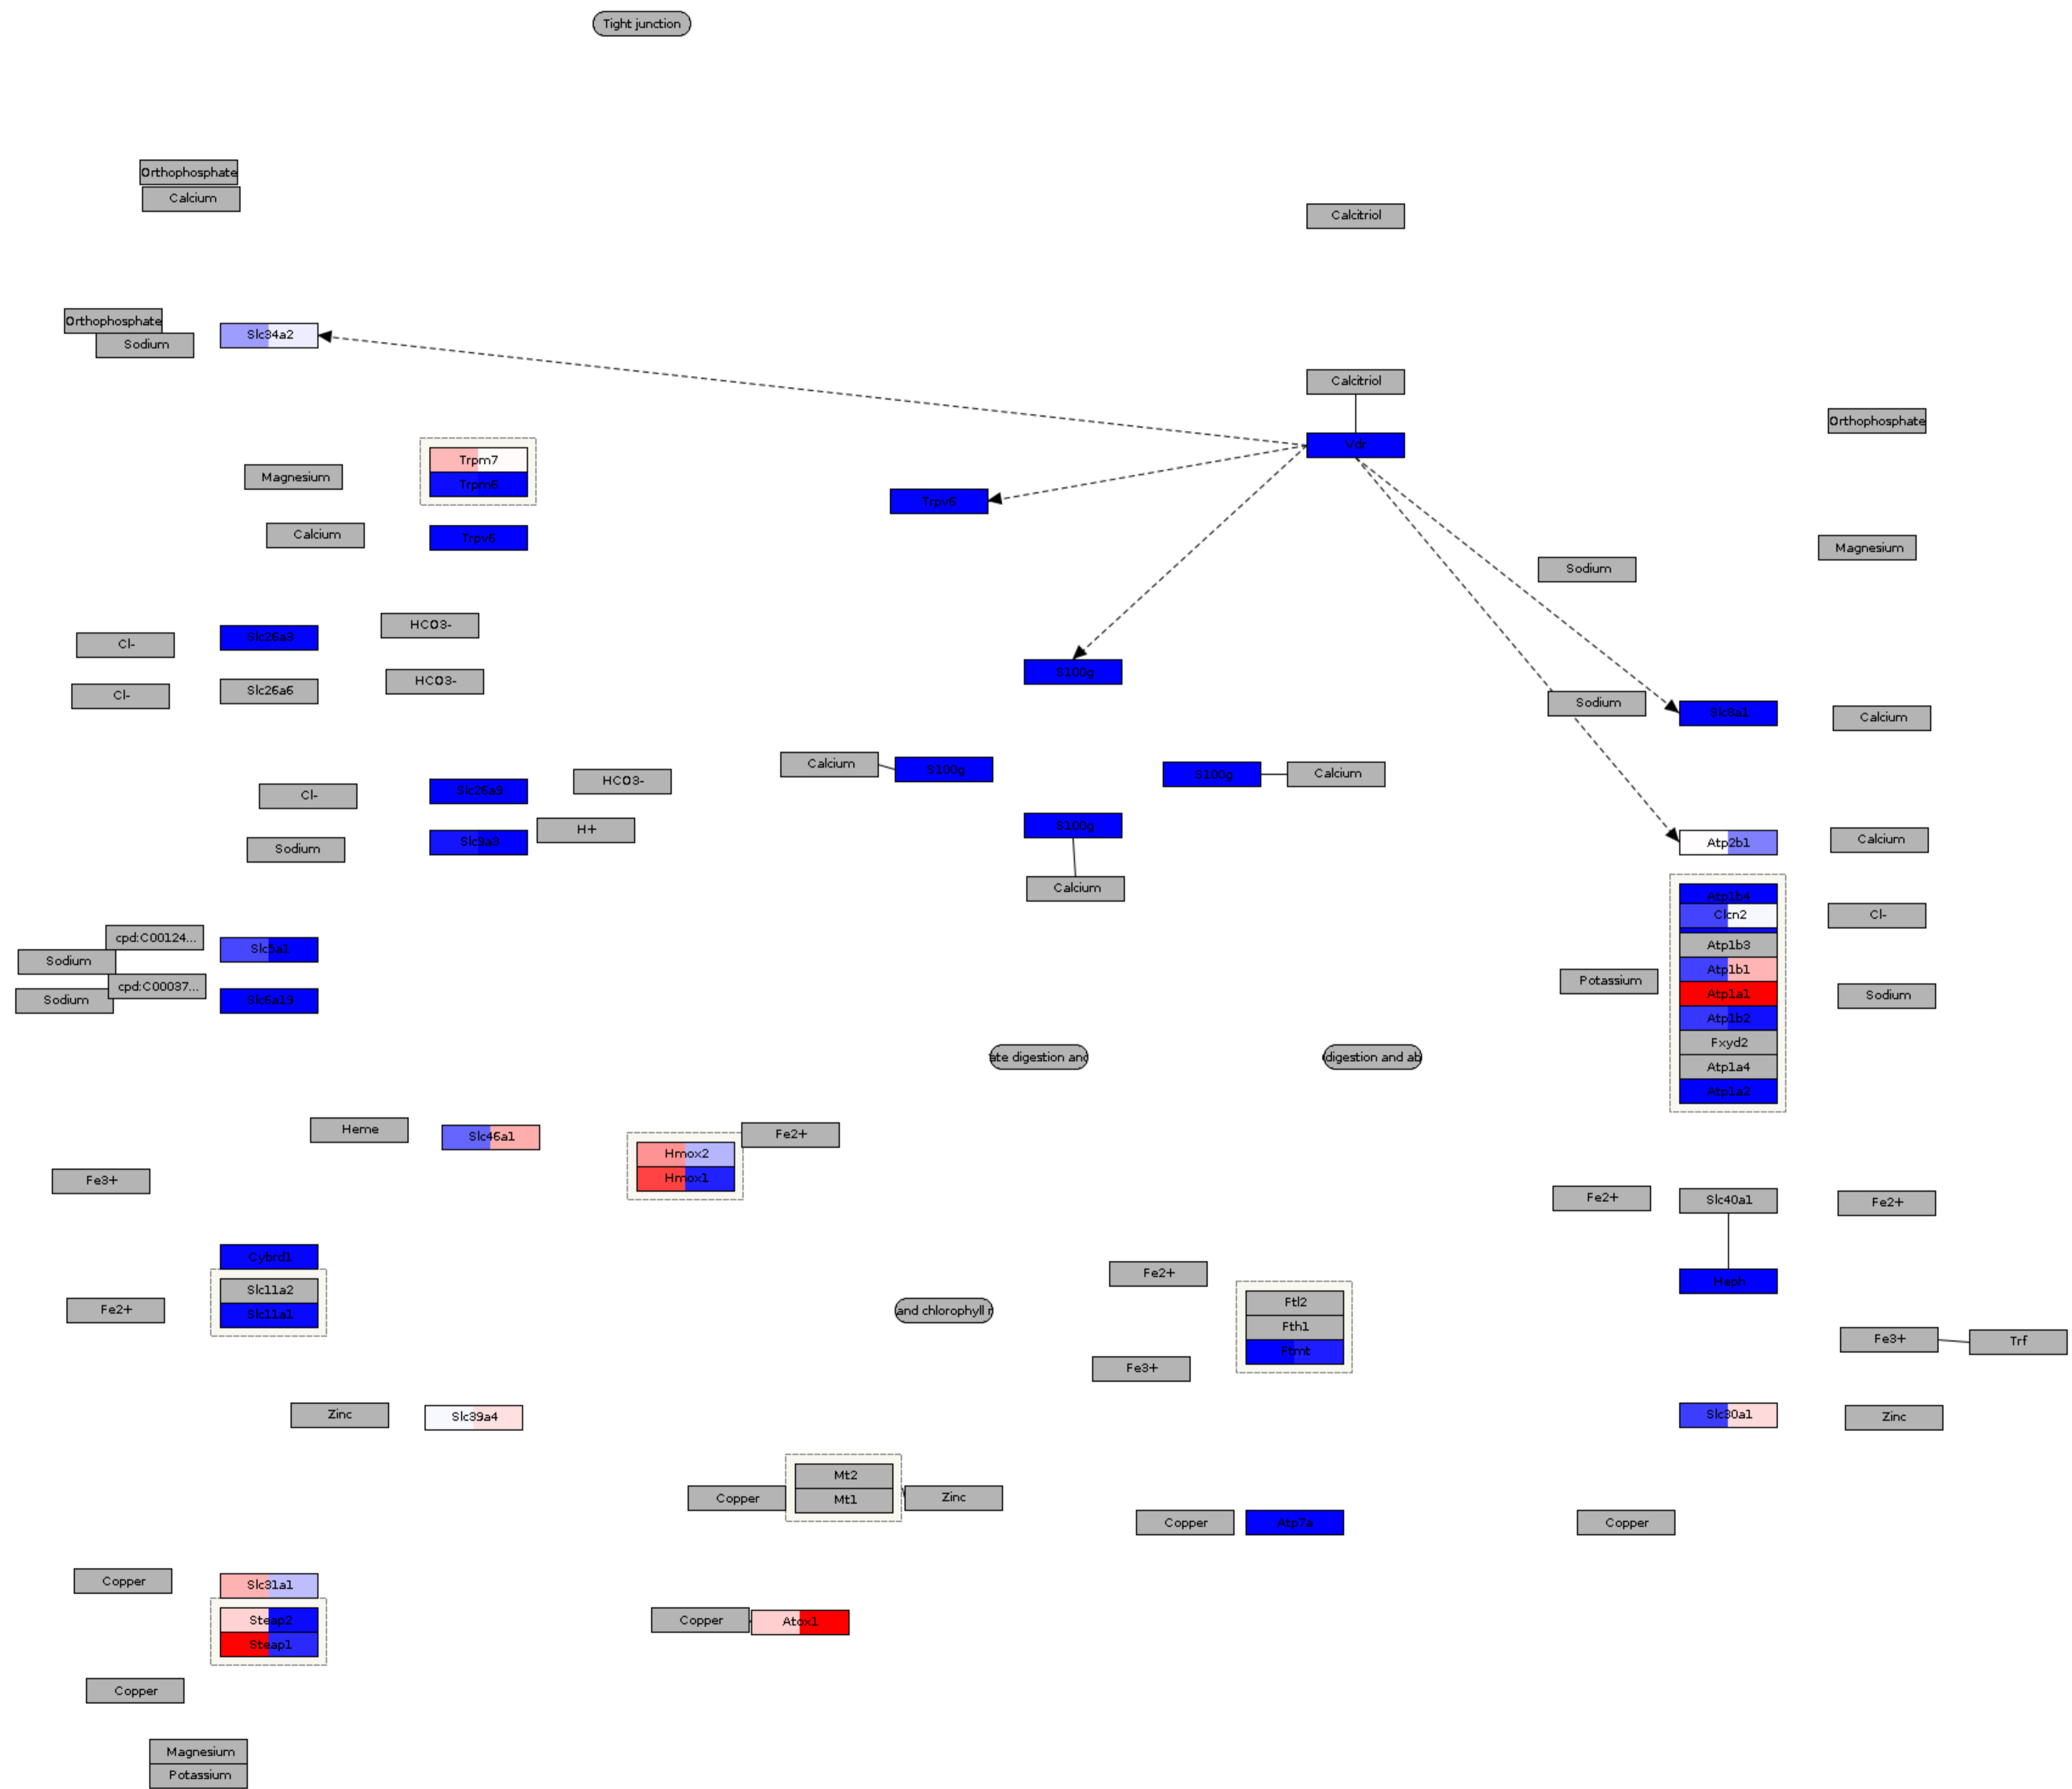 Tight junction
Orthophosphate
Calcium
Calcitriol
Orthophosphate
Sodium
Slc34a2
Calcitriol
Orthophosphate
Vdr
Trpm7
Magnesium
Trpm6
Trpv6
Calcium
Trpv6
Magnesium
Sodium
HCO3-
Cl-
Slc26a3
S100g
HCO3-
Cl-
Slc26a6
Sodium
Slc8a1
Calcium
Calcium
S100g
S100g
Calcium
HCO3-
Cl-
Slc26a9
H+
S100g
Sodium
Slc9a3
Atp2b1
Calcium
Calcium
Atp1b4
Clcn2
Cl-
cpd:C00124...
Slc5a1
Sodium
Atp1b3
Atp1b1
cpd:C00037...
Potassium
Sodium
Slc6a19
Atp1a1
Sodium
Atp1b2
Fxyd2
ate digestion and
digestion and ab
Atp1a4
Atp1a2
Heme
Slc46a1
Fe2+
Hmox2
Hmox1
Fe3+
Fe2+
Slc40a1
Fe2+
Cybrd1
Fe2+
Heph
Slc11a2
Slc11a1
Fe2+
and chlorophyll r
Ftl2
Fth1
Ftmt
Fe3+
Trf
Fe3+
Zinc
Slc39a4
Slc30a1
Zinc
Mt2
Mt1
Copper
Zinc
Copper
Atp7a
Copper
Copper
Slc31a1
Steap2
Steap1
Copper
Atox1
Copper
Magnesium
Potassium